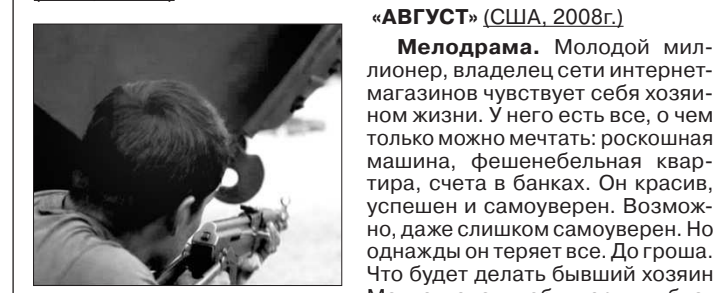 «АВГУСТ» (США, 2008г.)
Мелодрама. Молодой мил-
лионер, владелец сети интернет-
магазинов чувствует себя хозяи-
ном жизни. У него есть все, о чем
только можно мечтать: роскошная
машина, фешенебельная квар-
тира, счета в банках. Он красив,
успешен и самоуверен. Возмож-
но, даже слишком самоуверен. Но
однажды он теряет все. До гроша.
Что будет делать бывший хозяин